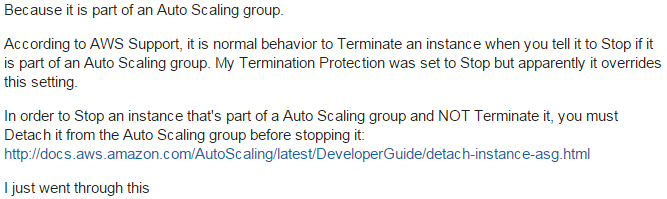 Because it is part of an Auto Scaling group.
According to AWS Support, it is normal behavior to Terminate an instance when you tell it to Stop if it
is part of an Auto Scaling group. My Termination Protection was set to Stop but apparently it overrides
this setting.
In order to Stop an instance that's part of a Auto Scaling group and NOT Terminate it, you must
Detach it from the Auto Scaling group before stopping it:
http://docs.aws.amazon.com/AutoScaling/latest/DeveloperGuide/detach-instance-asg.html
I just went through this